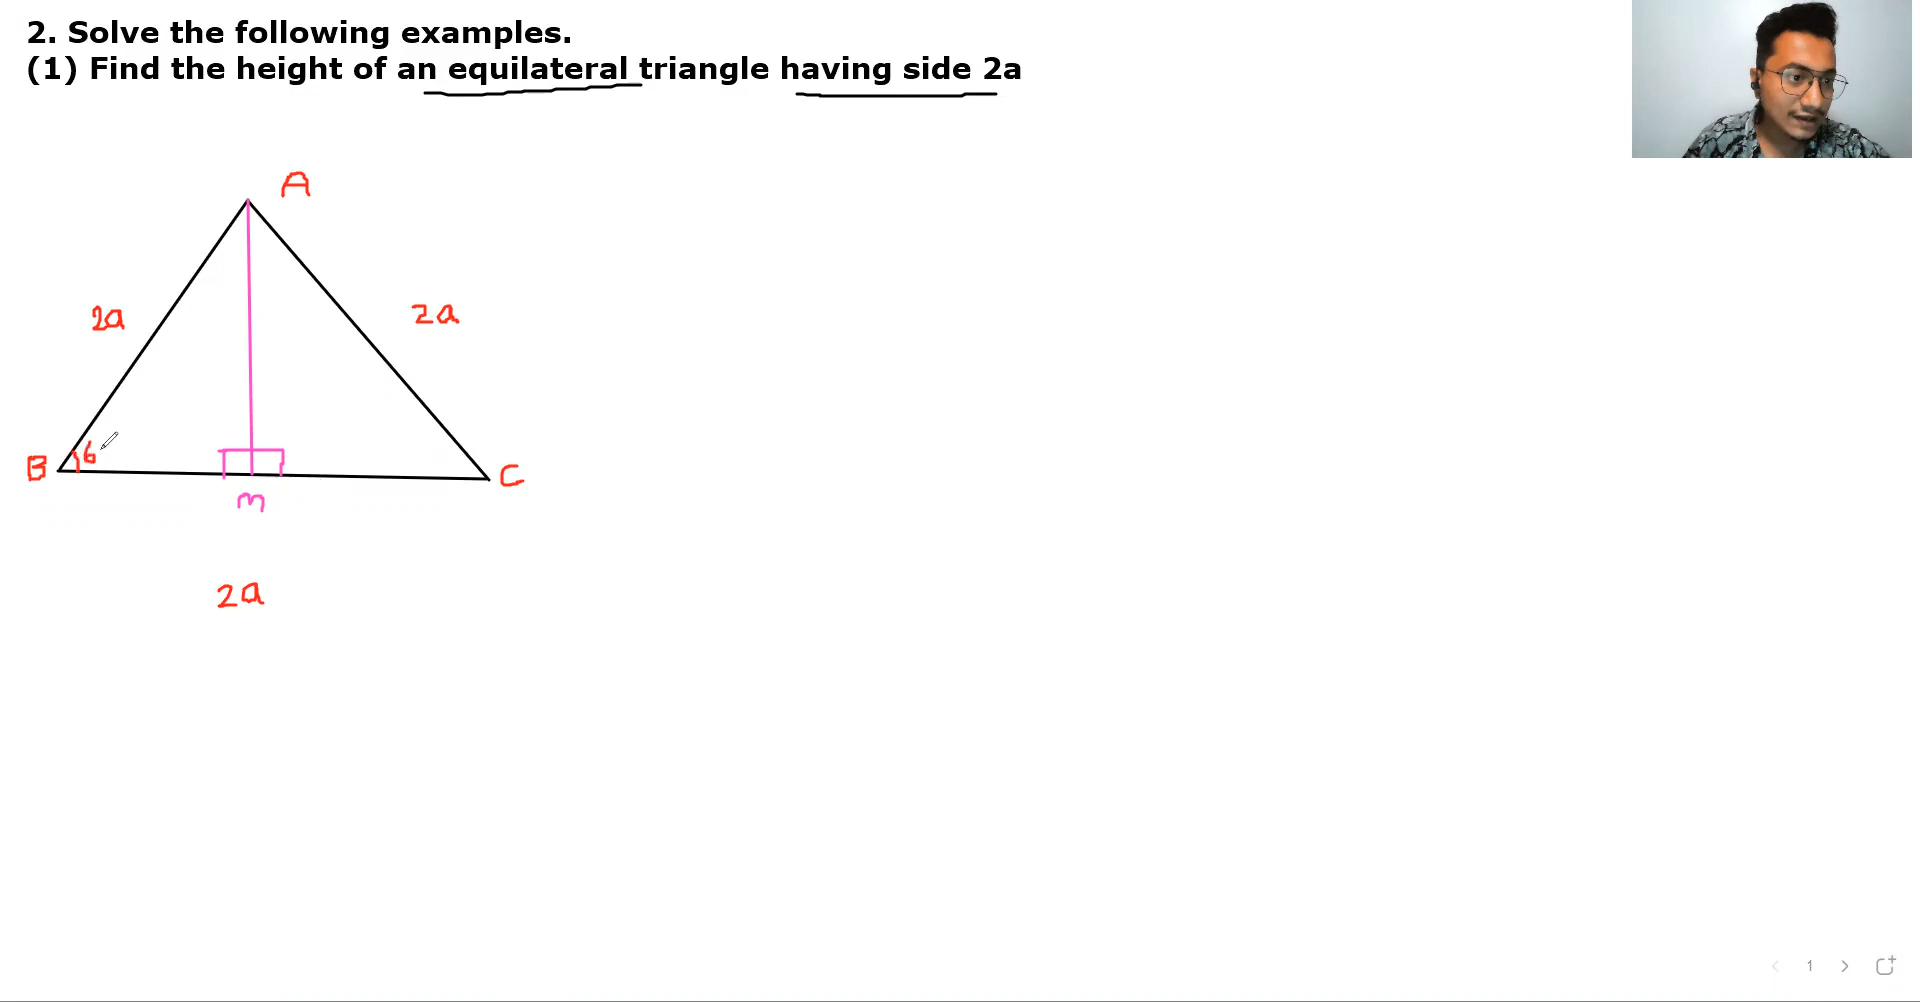 2. Solve the following examples.
(1) Find the height of an equilateral triangle having side 2a
A
2a
2a
B
6
C
m
2a
1